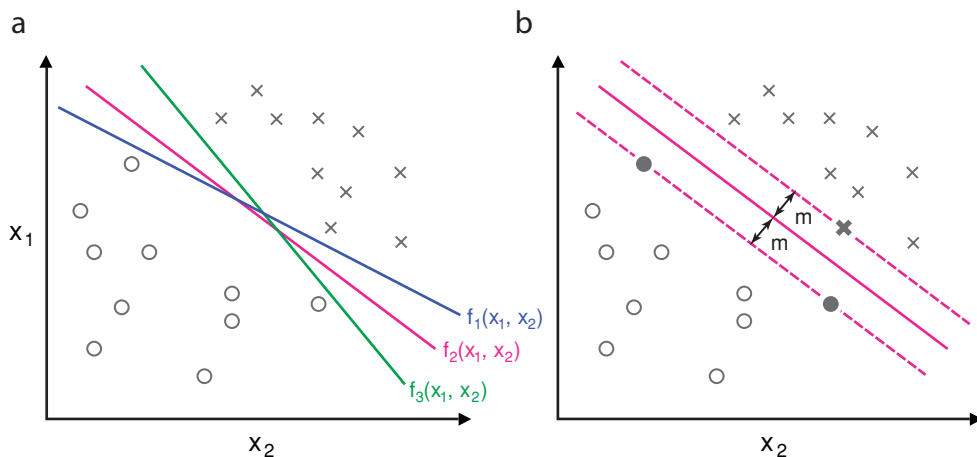 a
x₁
f₁(x₁, x₂)
f₂(x₁, x₂)
f₃(x₁, x₂)
x₂
b
m
m
x₂